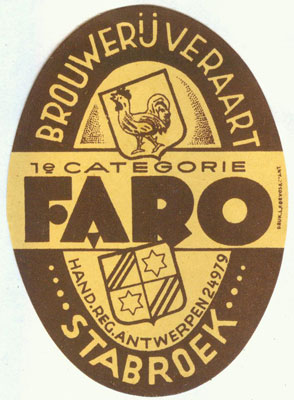 BROUWERIJ VERAART
1e CATEGORIE
FARO
HAND.REG.ANTWERPEN 24979
STABROEK